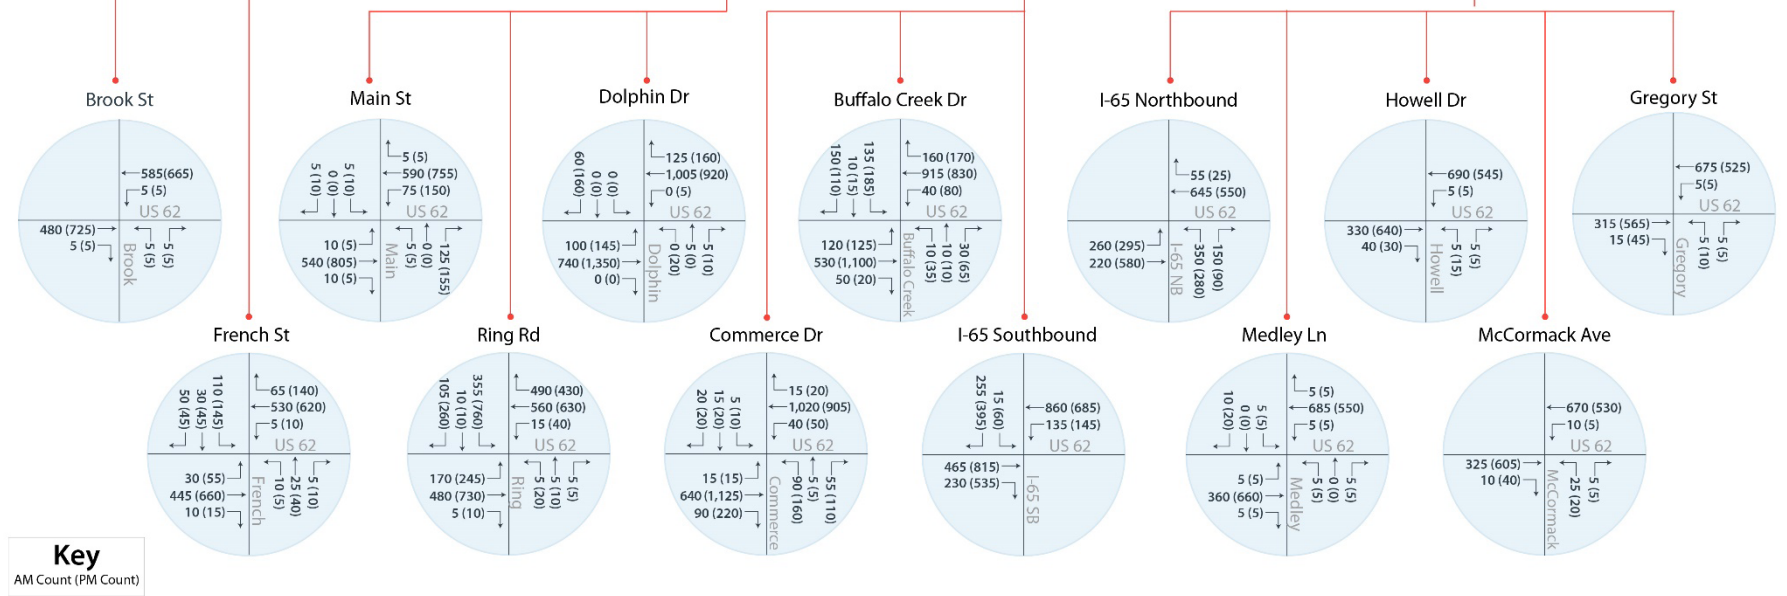 Brook St
585(665)
5 (5)
US 62
480 (725)
5 (5)
Brook
5 (5)
5 (5)
Main St
5 (10)
0 (0)
5 (10)
5 (5)
590 (755)
75 (150)
US 62
10 (5)
540 (805)
10 (5)
Main
5 (5)
0 (0)
125 (155)
Dolphin Dr
60 (160)
0 (0)
0 (0)
125 (160)
1,005 (920)
0 (5)
US 62
100 (145)
740 (1,350)
0 (0)
Dolphin
0 (20)
5 (0)
5 (10)
Buffalo Creek Dr
150 (110)
10 (15)
135 (185)
160 (170)
915 (830)
40 (80)
US 62
120 (125)
530 (1,100)
50 (20)
Buffalo Creek
10 (35)
10 (10)
30 (65)
I-65 Northbound
55 (25)
645 (550)
US 62
260 (295)
220 (580)
I-65 NB
350 (280)
150 (90)
Howell Dr
690 (545)
5 (5)
US 62
330 (640)
40 (30)
Howell
5 (15)
5 (5)
Gregory St
675 (525)
5(5)
US 62
315 (565)
15 (45)
Gregory
5 (10)
5 (5)
French St
50 (45)
30 (45)
110 (145)
65 (140)
530 (620)
5 (10)
US 62
30 (55)
445 (660)
10 (15)
French
10 (5)
25 (40)
5 (10)
Ring Rd
105 (260)
10 (10)
355 (760)
490 (430)
560 (630)
15 (40)
US 62
170 (245)
480 (730)
5 (10)
Ring
5 (20)
5 (10)
5 (5)
Commerce Dr
20 (20)
15 (20)
5 (10)
15 (20)
1,020 (905)
40 (50)
US 62
15 (15)
640 (1,125)
90 (220)
Commerce
90 (160)
5 (5)
55 (110)
I-65 Southbound
255 (395)
15 (60)
860 (685)
135 (145)
US 62
465 (815)
230 (535)
I-65 SB
Medley Ln
10 (20)
0 (0)
5 (5)
5 (5)
685 (550)
5 (5)
US 62
5 (5)
360 (660)
5 (5)
Medley
5 (5)
0 (0)
5 (5)
McCormack Ave
670 (530)
10 (5)
US 62
325 (605)
10 (40)
McCormack
25 (20)
5 (5)
Key
AM Count (PM Count)